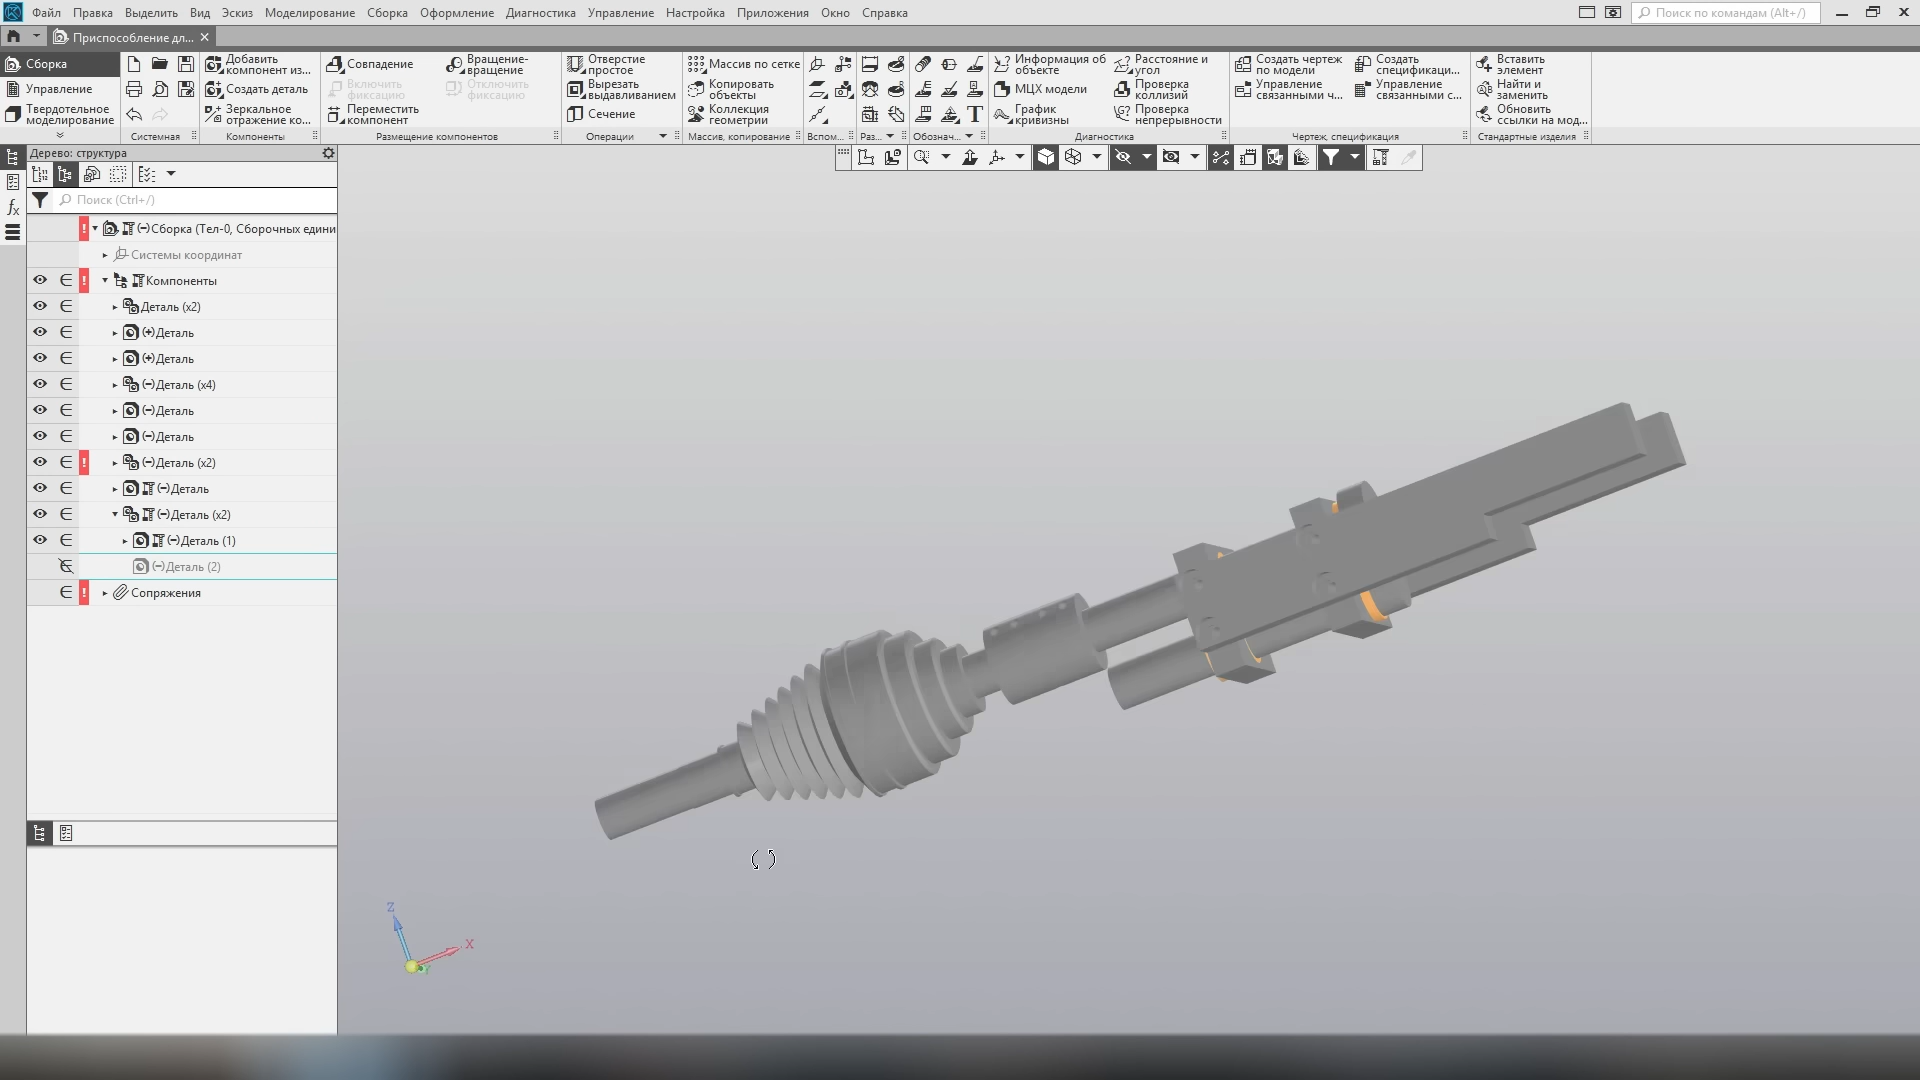 Файл Правка Выделить Вид Эскиз Моделирование Сборка Оформление Диагностика Управление Настройка Приложения Окно Справка Поиск по командам (Alt+/)
Приспособление дл...
Сборка
Управление
Твердотельное моделирование
Системная
Добавить компонент из...
Создать деталь
Зеркальное отражение ко...
Компоненты
Совпадение
Включить фиксацию
Переместить компонент
Вращение-вращение
Отключить фиксацию
Размещение компонентов
Отверстие простое
Вырезать выдавливанием
Сечение
Операции
Массив по сетке
Копировать объекты
Коллекция геометрии
Массив, копирование
Вспом...
Раз...
Обознач...
Информация об объекте
МЦХ модели
График кривизны
Расстояние и угол
Проверка коллизий
Проверка непрерывности
Диагностика
Создать чертеж по модели
Управление связанными ч...
Создать спецификаци...
Управление связанными с...
Чертеж, спецификация
Вставить элемент
Найти и заменить
Обновить ссылки на мод...
Стандартные изделия
Дерево: структура
Поиск (Ctrl+/)
(-)Сборка (Тел-0, Сборочных едини
Системы координат
Компоненты
Деталь (x2)
(+)Деталь
(+)Деталь
(-)Деталь (x4)
(-)Деталь
(-)Деталь
(-)Деталь (x2)
(-)Деталь
(-)Деталь (x2)
(-)Деталь (1)
(-)Деталь (2)
Сопряжения
Z
X